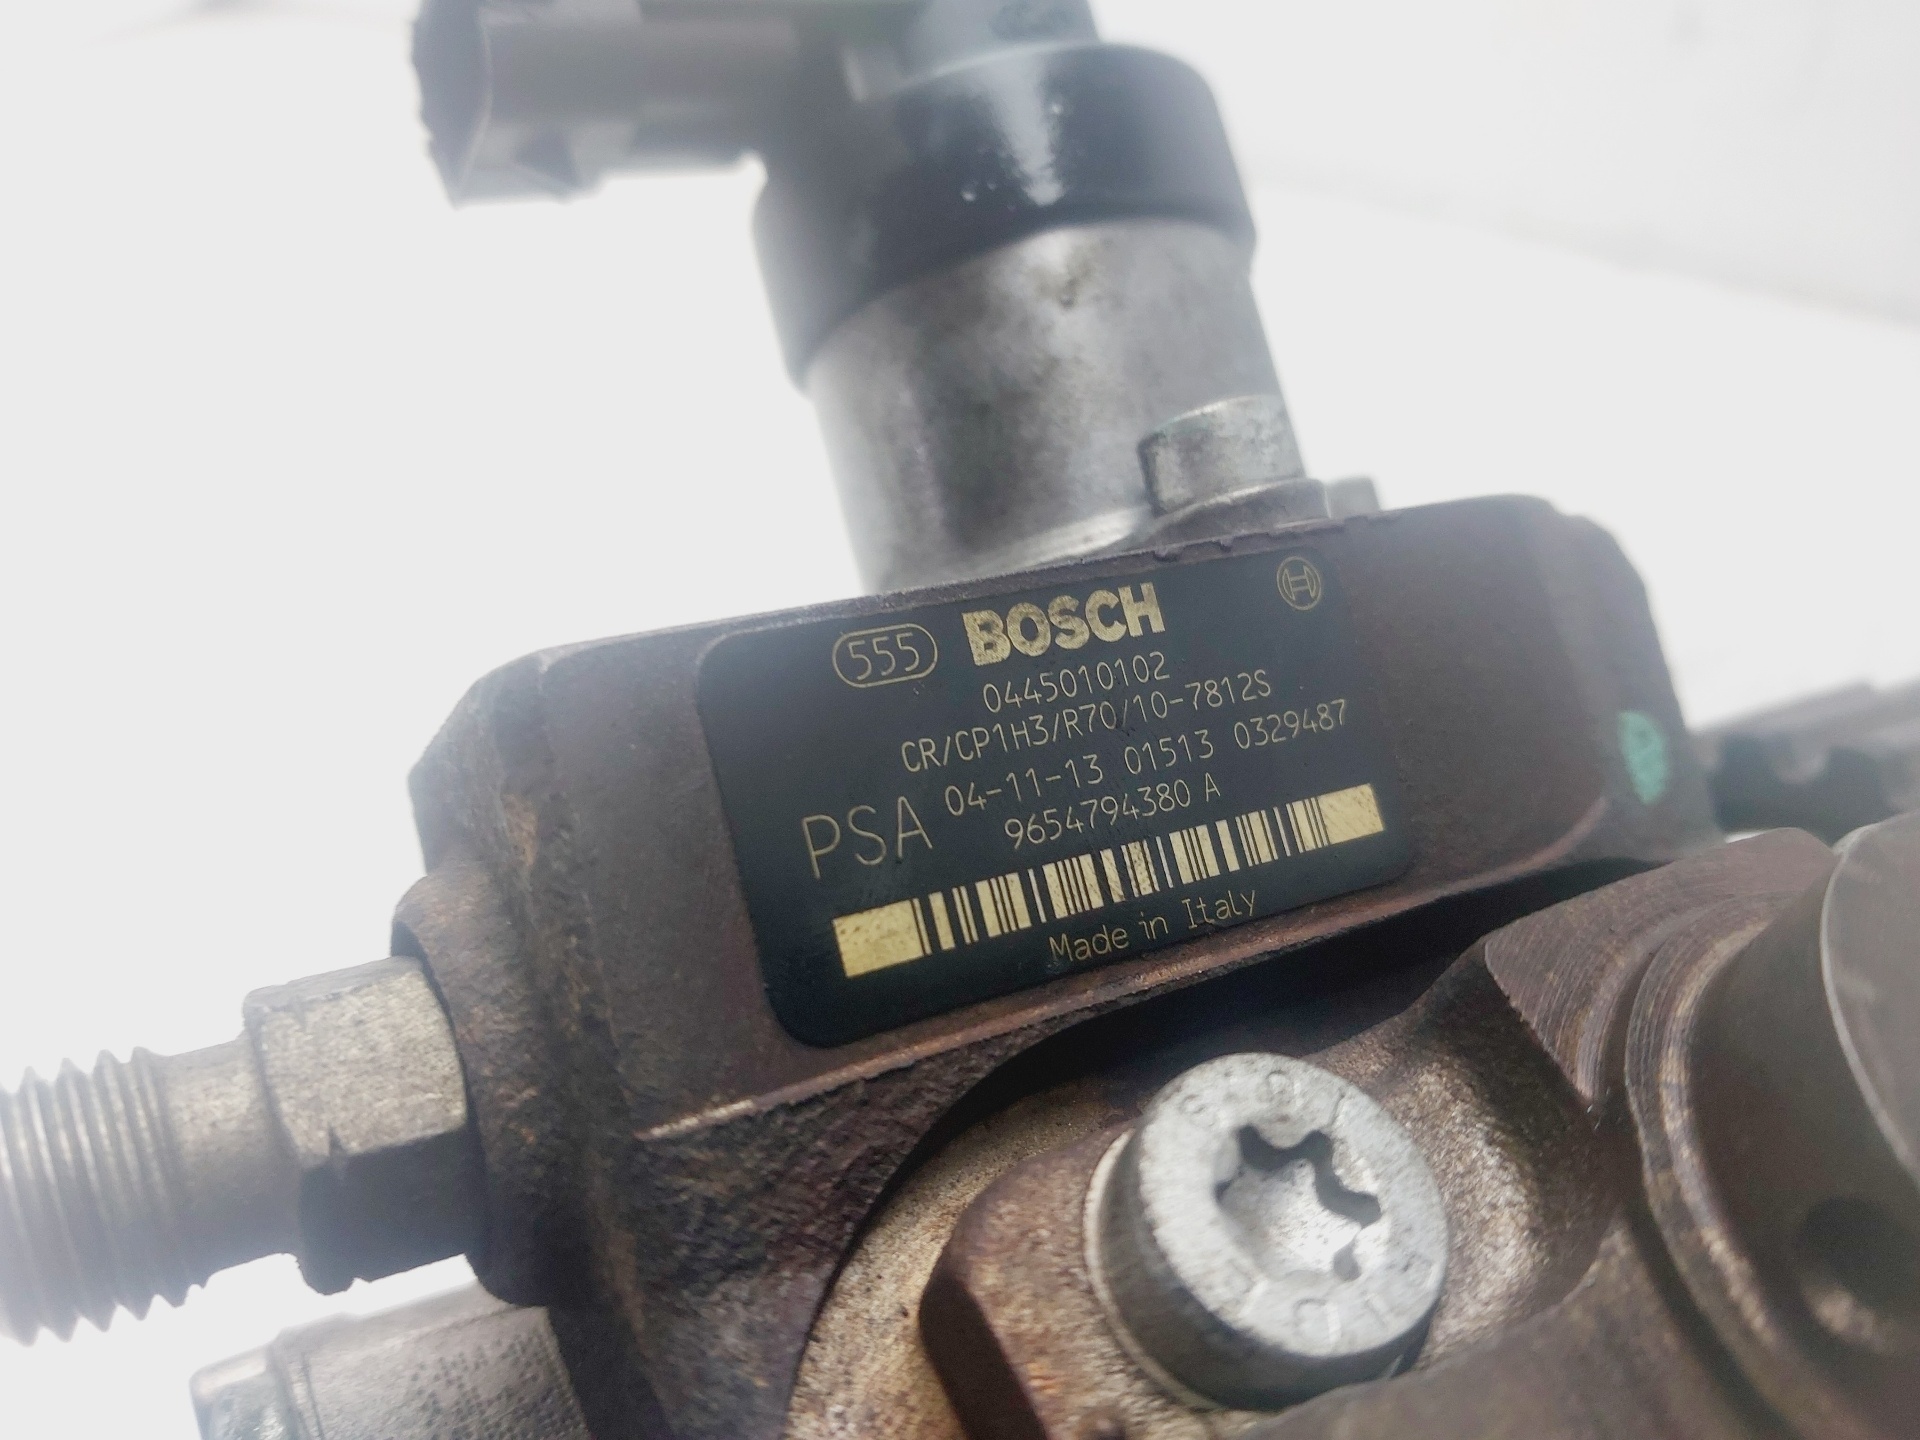 555 BOSCH
0445010102
CR/CP1H3/R70/10-7812S
PSA 04-11-13 01513 0329487
9654794380 A
Made in Italy